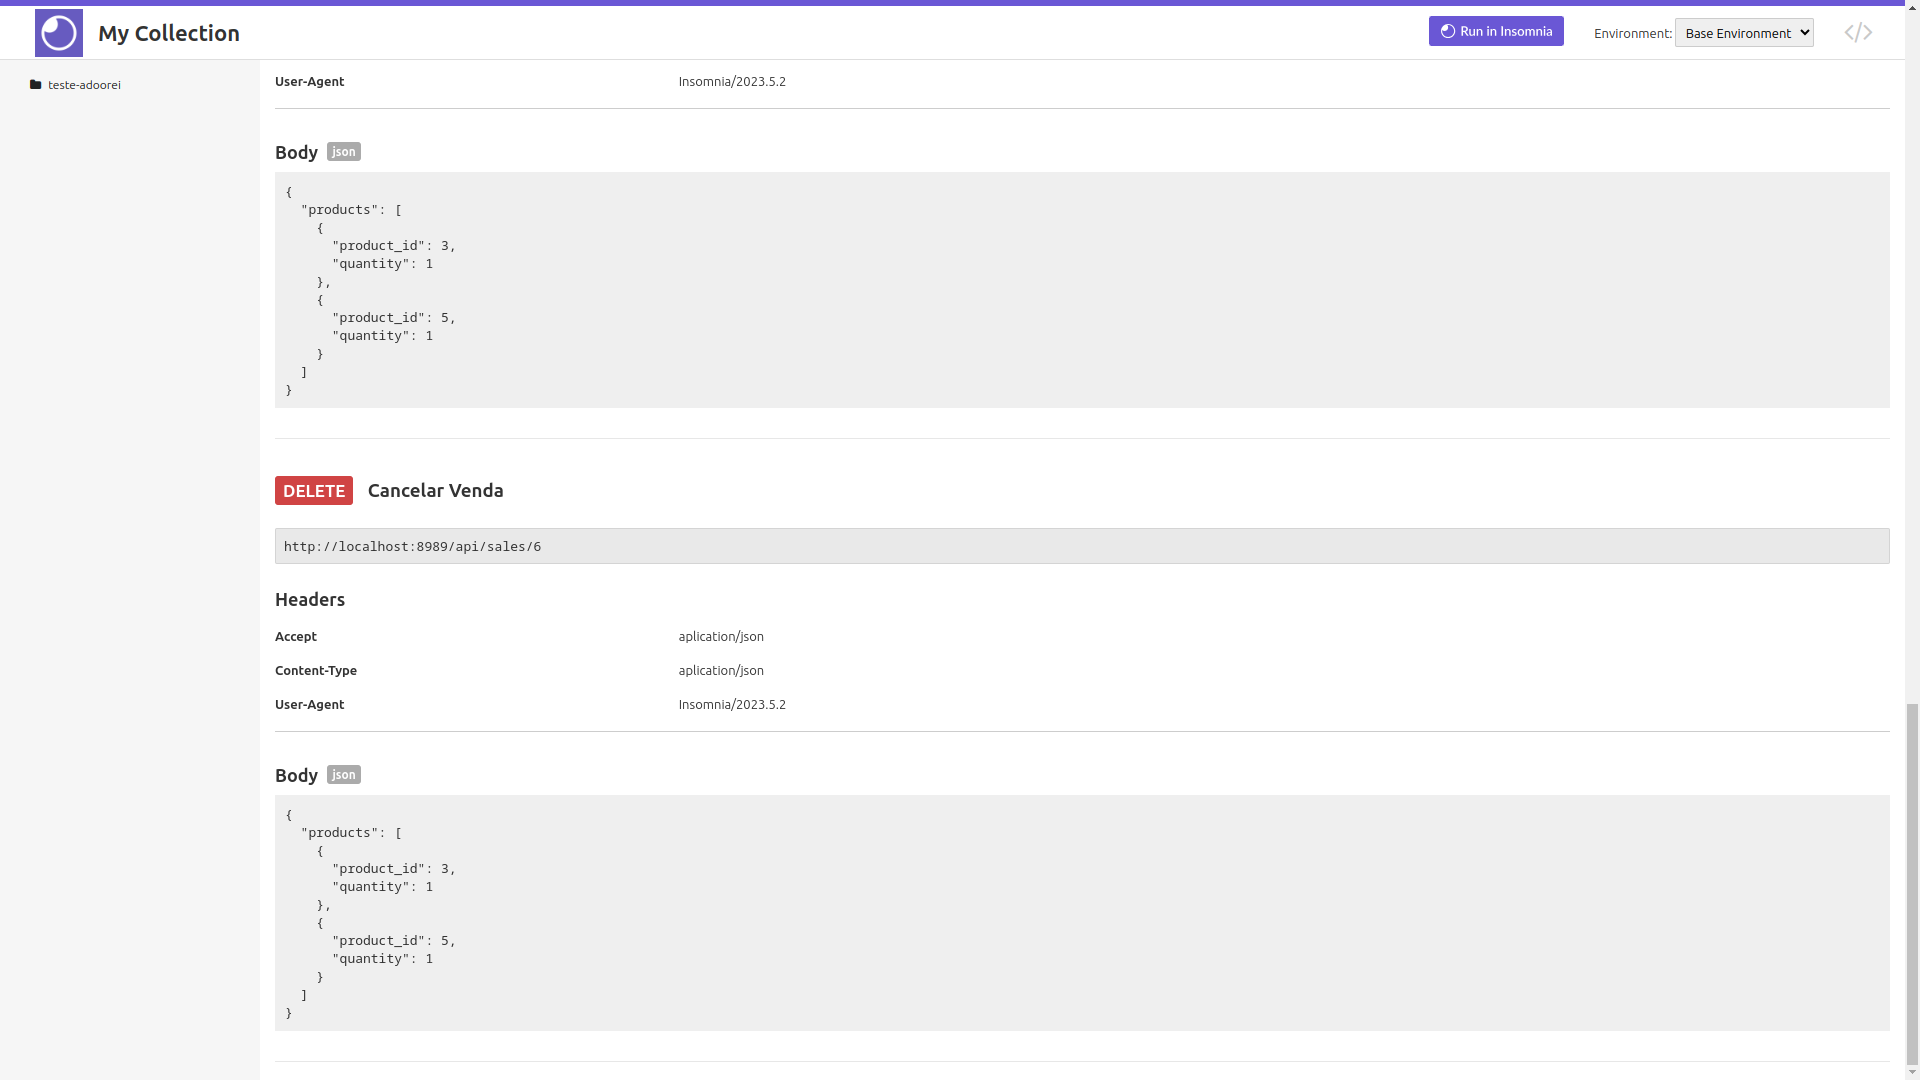 My Collection
Run in Insomnia
Environment: Base Environment
</>
teste-adoorei
User-Agent Insomnia/2023.5.2
Body json
{
  "products": [
    {
      "product_id": 3,
      "quantity": 1
    },
    {
      "product_id": 5,
      "quantity": 1
    }
  ]
}
DELETE Cancelar Venda
http://localhost:8989/api/sales/6
Headers
Accept aplication/json
Content-Type aplication/json
User-Agent Insomnia/2023.5.2
Body json
{
  "products": [
    {
      "product_id": 3,
      "quantity": 1
    },
    {
      "product_id": 5,
      "quantity": 1
    }
  ]
}